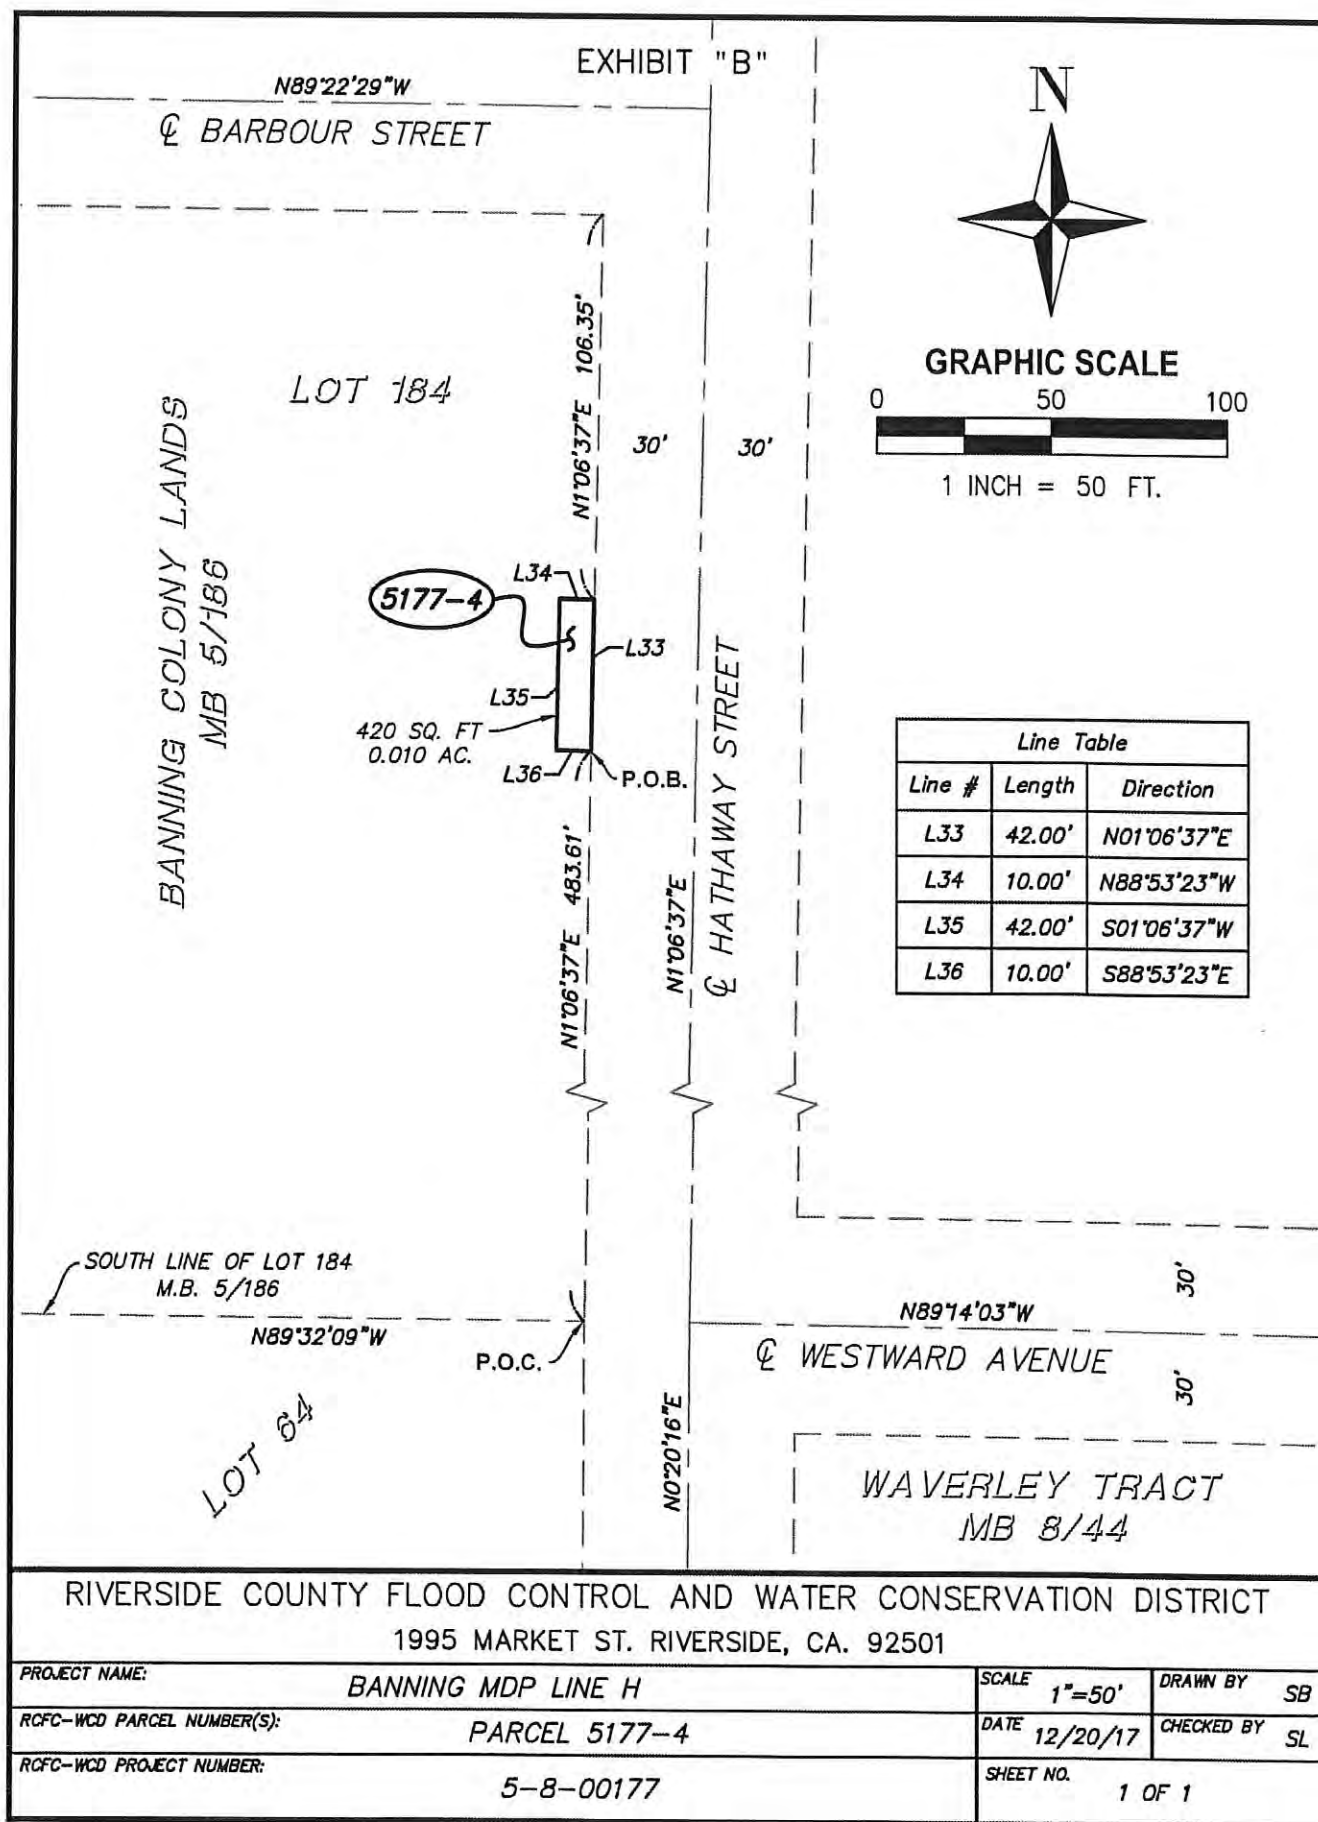 EXHIBIT "B"
N89°22'29"W
℄ BARBOUR STREET
N
GRAPHIC SCALE
0 50 100
1 INCH = 50 FT.
LOT 184
BANNING COLONY LANDS
MB 5/186
N1°06'37"E 106.35'
30' 30'
5177-4
L34
L33
L35
420 SQ. FT
0.010 AC.
L36
P.O.B.
℄ HATHAWAY STREET
N1°06'37"E 483.61'
N1°06'37"E
Line Table
Line # Length Direction
L33 42.00' N01°06'37"E
L34 10.00' N88°53'23"W
L35 42.00' S01°06'37"W
L36 10.00' S88°53'23"E
SOUTH LINE OF LOT 184
M.B. 5/186
N89°32'09"W
P.O.C.
30'
N89°14'03"W
℄ WESTWARD AVENUE
30'
N0°20'16"E
LOT 64
WAVERLEY TRACT
MB 8/44
RIVERSIDE COUNTY FLOOD CONTROL AND WATER CONSERVATION DISTRICT
1995 MARKET ST. RIVERSIDE, CA. 92501
PROJECT NAME: BANNING MDP LINE H
SCALE 1"=50'
DRAWN BY SB
RCFC-WCD PARCEL NUMBER(S): PARCEL 5177-4
DATE 12/20/17
CHECKED BY SL
RCFC-WCD PROJECT NUMBER: 5-8-00177
SHEET NO. 1 OF 1